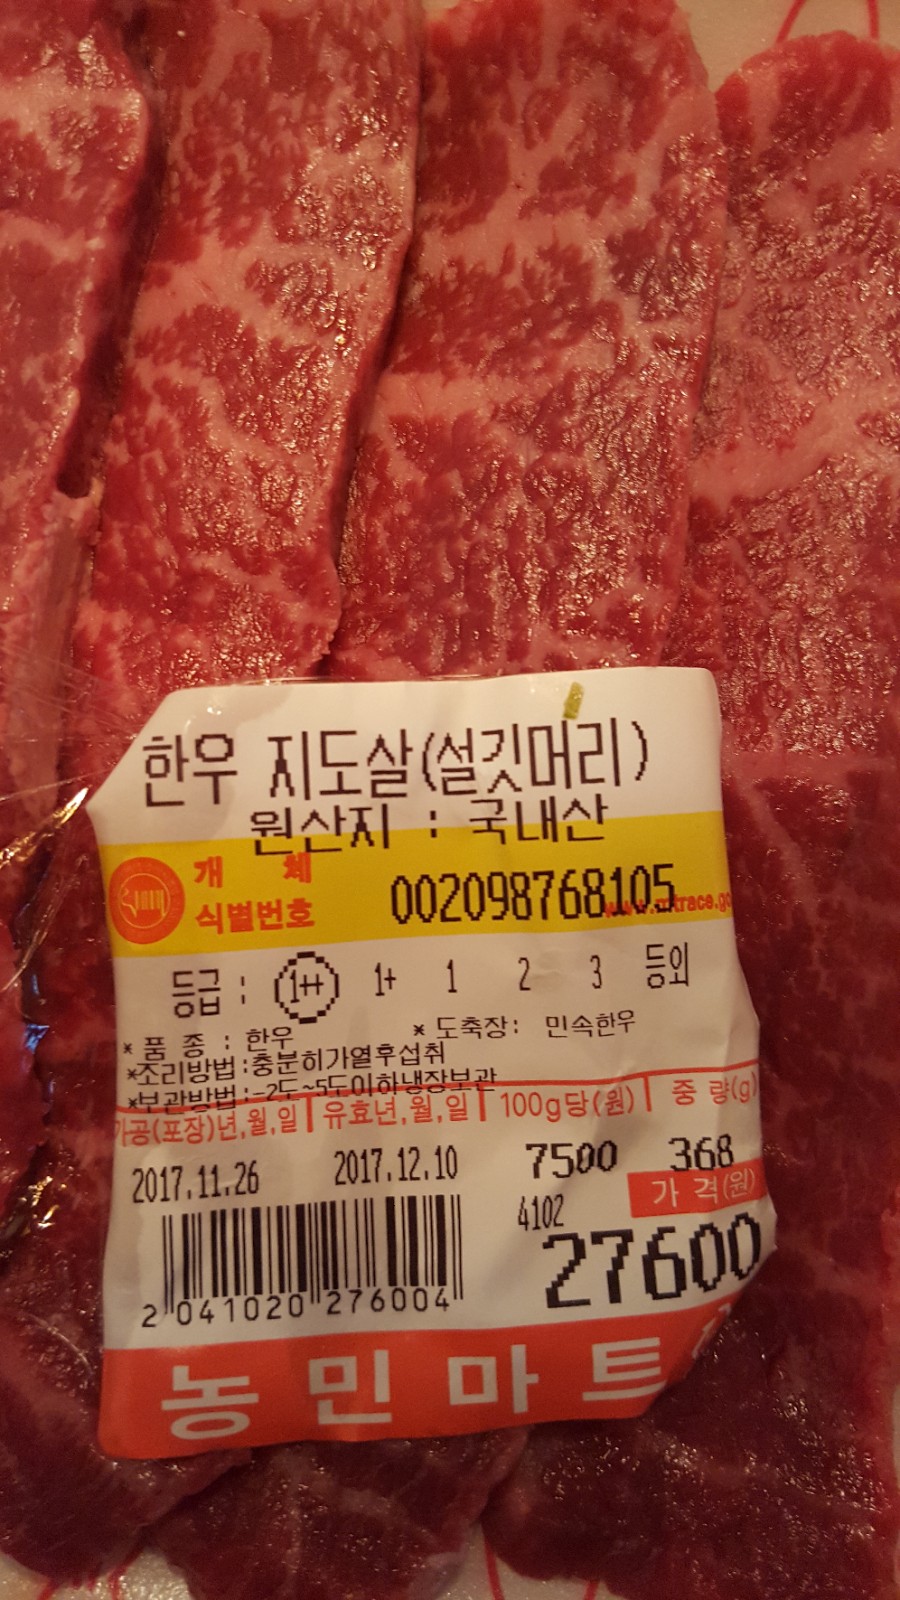 한우 지도살(설깃머리)
원산지 : 국내산
개 체
식별번호 002098768105 www.mtrace.go
등급 : 1++ 1+ 1 2 3 등외
* 품 종 : 한우 * 도축장: 민속한우
*조리방법:충분히가열후섭취
*보관방법:-2도~5도이하냉장보관
가공(포장)년,월,일 유효년,월,일 100g당(원) 중 량(g)
2017.11.26 2017.12.10 7500 368
가 격(원)
4102
27600
2 041020 276004
농민마트